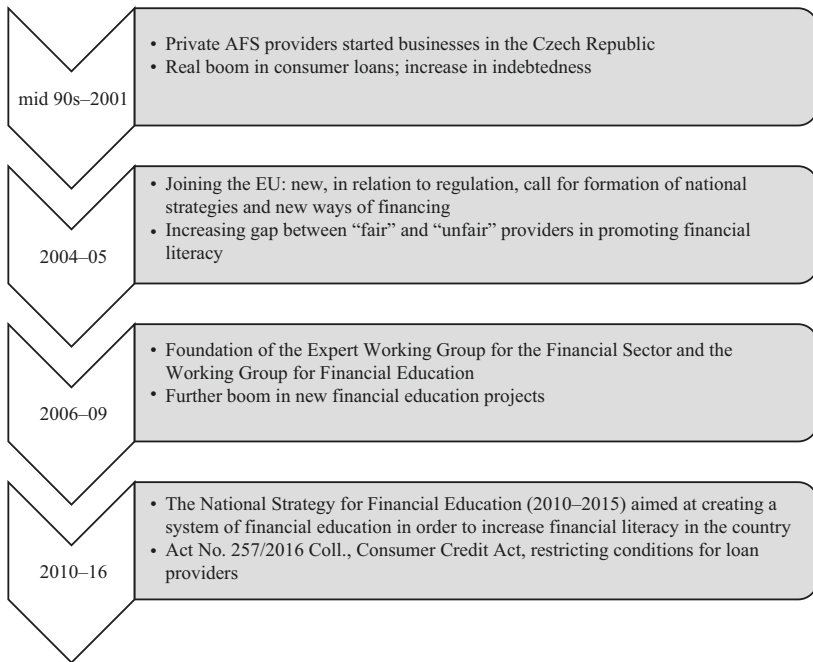 mid 90s–2001
• Private AFS providers started businesses in the Czech Republic
• Real boom in consumer loans; increase in indebtedness
2004–05
• Joining the EU: new, in relation to regulation, call for formation of national
strategies and new ways of financing
• Increasing gap between “fair” and “unfair” providers in promoting financial
literacy
2006–09
• Foundation of the Expert Working Group for the Financial Sector and the
Working Group for Financial Education
• Further boom in new financial education projects
2010–16
• The National Strategy for Financial Education (2010–2015) aimed at creating a
system of financial education in order to increase financial literacy in the country
• Act No. 257/2016 Coll., Consumer Credit Act, restricting conditions for loan
providers